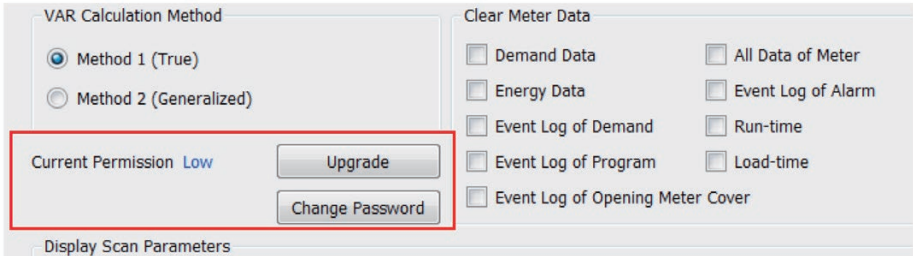 VAR Calculation Method
Method 1 (True)
Method 2 (Generalized)
Current Permission Low
Upgrade
Change Password
Clear Meter Data
Demand Data
All Data of Meter
Energy Data
Event Log of Alarm
Event Log of Demand
Run-time
Event Log of Program
Load-time
Event Log of Opening Meter Cover
Display Scan Parameters